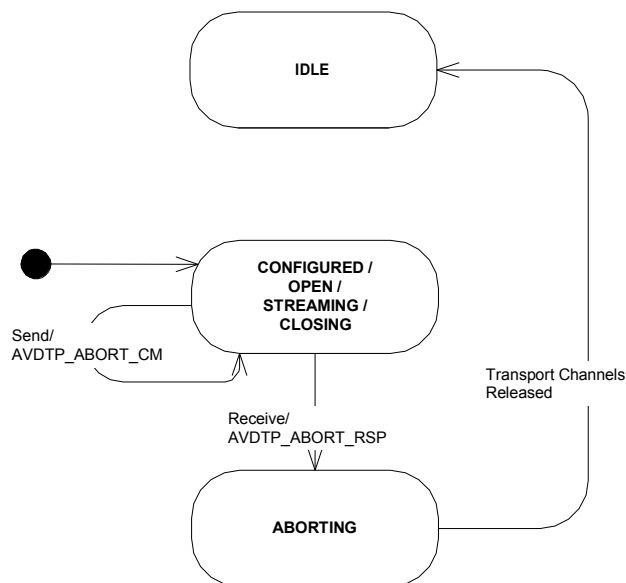 IDLE
CONFIGURED /
OPEN /
STREAMING /
CLOSING
Send/
AVDTP_ABORT_CM
Transport Channels
Released
Receive/
AVDTP_ABORT_RSP
ABORTING